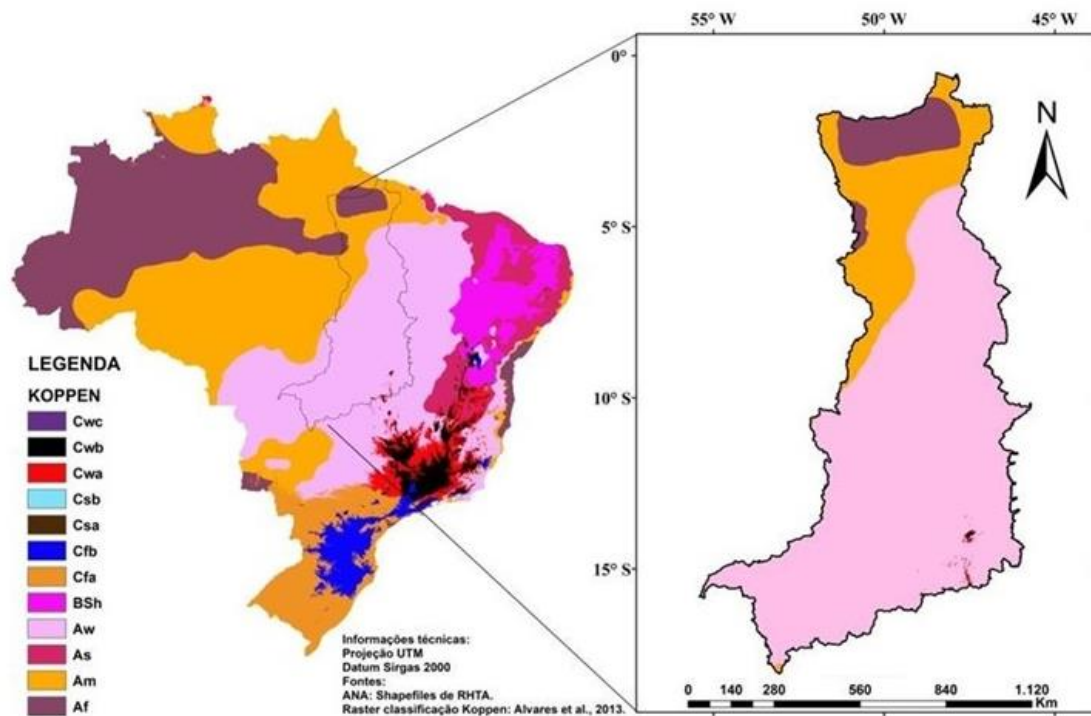 55° W
50° W
45° W
0°
N
5° S
10° S
15° S
LEGENDA
KOPPEN
Cwc
Cwb
Cwa
Csb
Csa
Cfb
Cfa
BSh
Aw
As
Am
Af
Informações técnicas:
Projeção UTM
Datum Sirgas 2000
Fontes:
ANA: Shapefiles de RHTA.
Raster classificação Koppen: Alvares et al., 2013.
0 140 280 560 840 1.120
Km